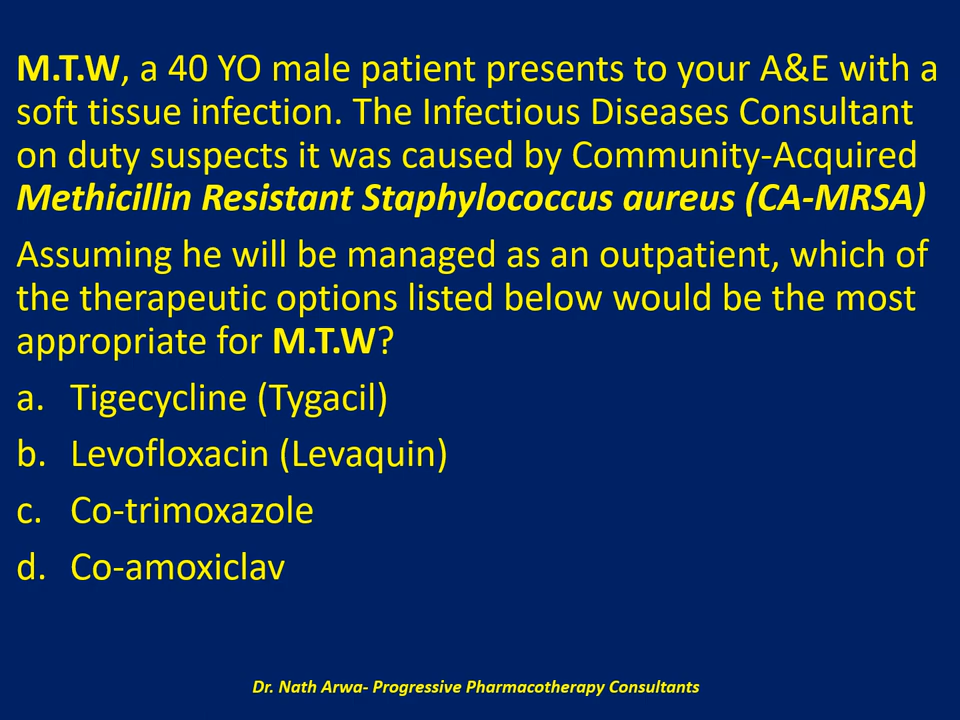 M.T.W, a 40 YO male patient presents to your A&E with a
soft tissue infection. The Infectious Diseases Consultant
on duty suspects it was caused by Community-Acquired
Methicillin Resistant Staphylococcus aureus (CA-MRSA)
Assuming he will be managed as an outpatient, which of
the therapeutic options listed below would be the most
appropriate for M.T.W?
a. Tigecycline (Tygacil)
b. Levofloxacin (Levaquin)
c. Co-trimoxazole
d. Co-amoxiclav
Dr. Nath Arwa- Progressive Pharmacotherapy Consultants